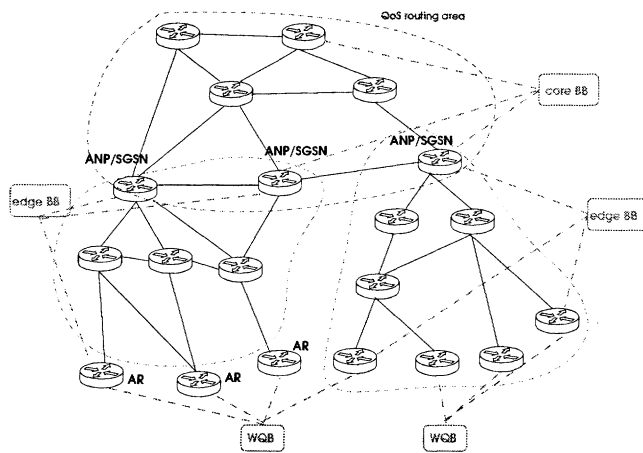 QoS routing area
core BB
ANP/SGSN
ANP/SGSN
ANP/SGSN
edge BB
edge BB
AR
AR
AR
WQB
WQB